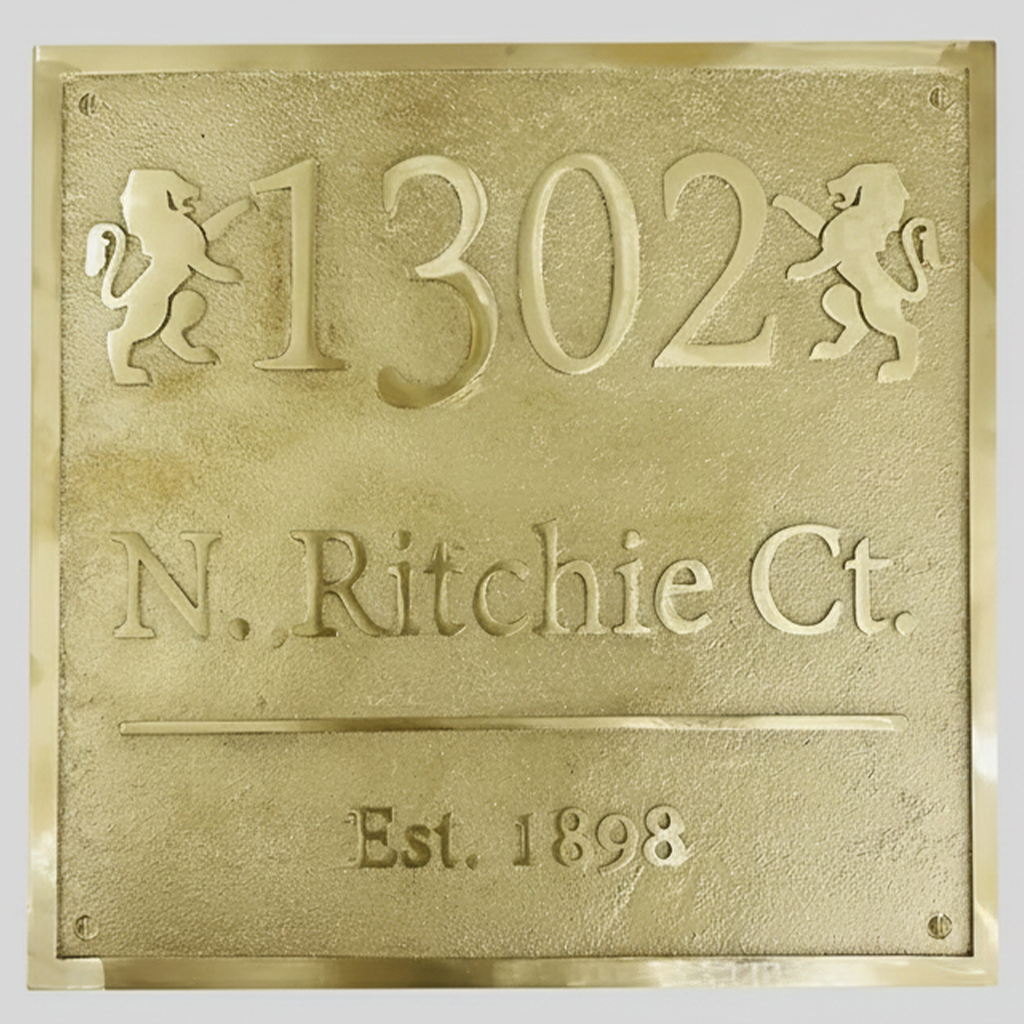 1302
N. Ritchie Ct.
Est. 1898